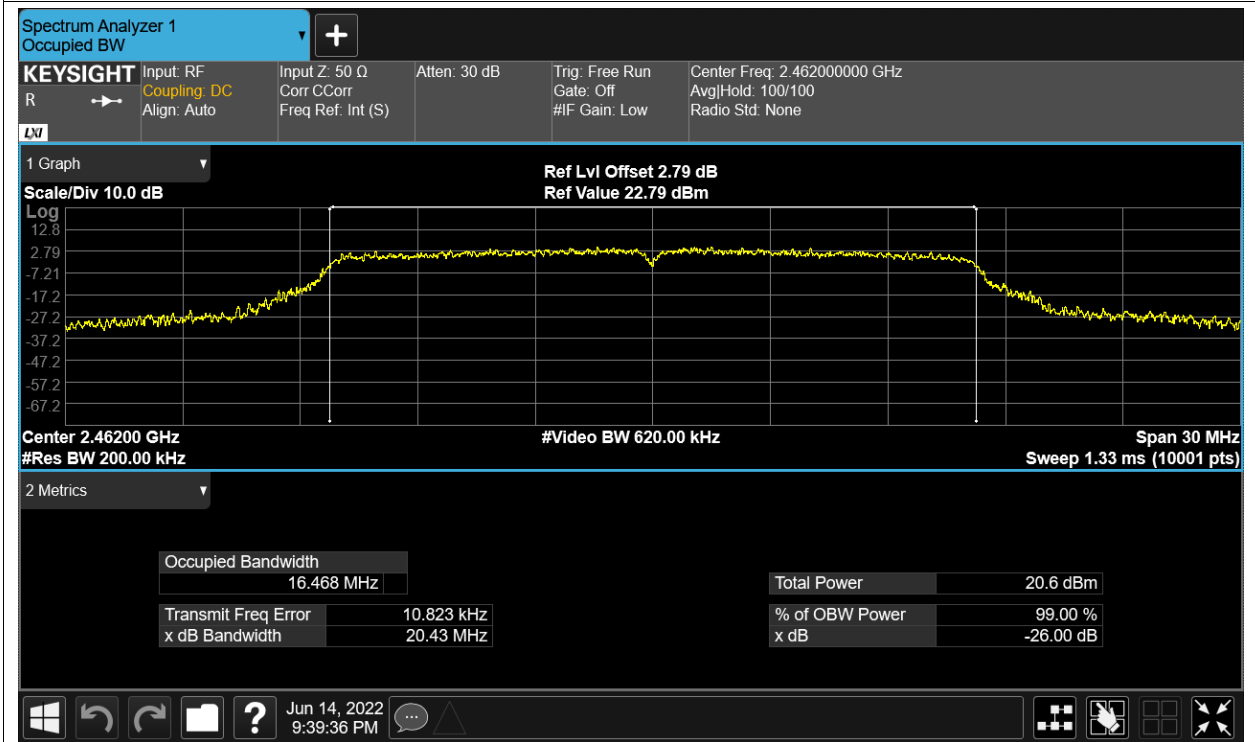 Spectrum Analyzer 1
Occupied BW
KEYSIGHT
R
LXI
Input: RF
Coupling: DC
Align: Auto
Input Z: 50 Ω
Corr CCorr
Freq Ref: Int (S)
Atten: 30 dB
Trig: Free Run
Gate: Off
#IF Gain: Low
Center Freq: 2.462000000 GHz
Avg|Hold: 100/100
Radio Std: None
1 Graph
Scale/Div 10.0 dB
Ref Lvl Offset 2.79 dB
Ref Value 22.79 dBm
Log
12.8
2.79
-7.21
-17.2
-27.2
-37.2
-47.2
-57.2
-67.2
Center 2.46200 GHz
#Res BW 200.00 kHz
#Video BW 620.00 kHz
Span 30 MHz
Sweep 1.33 ms (10001 pts)
2 Metrics
Occupied Bandwidth
16.468 MHz
Transmit Freq Error 10.823 kHz
x dB Bandwidth 20.43 MHz
Total Power 20.6 dBm
% of OBW Power 99.00 %
x dB -26.00 dB
?
Jun 14, 2022
9:39:36 PM